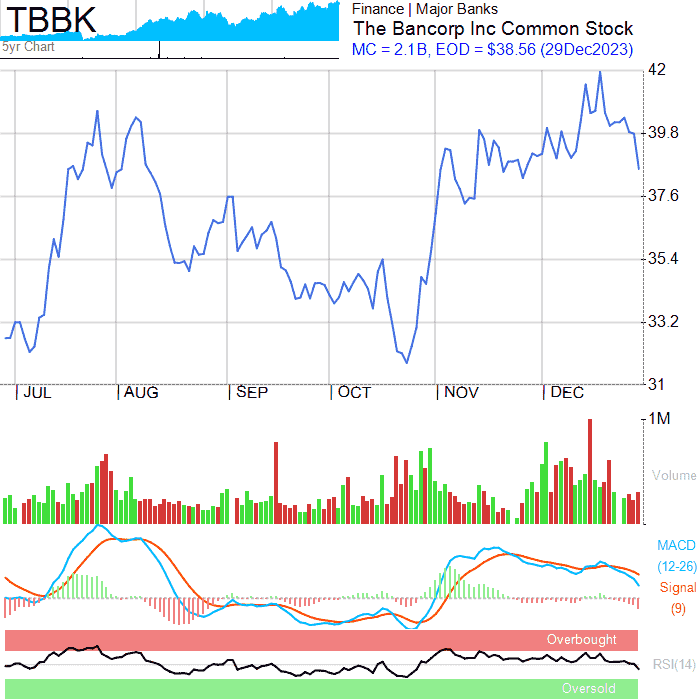 TBBK
5yr Chart
Finance | Major Banks
The Bancorp Inc Common Stock
MC = 2.1B, EOD = $38.56 (29Dec2023)
42
39.8
37.6
35.4
33.2
31
JUL AUG SEP OCT NOV DEC
1M
Volume
MACD
(12-26)
Signal
(9)
Overbought
RSI(14)
Oversold